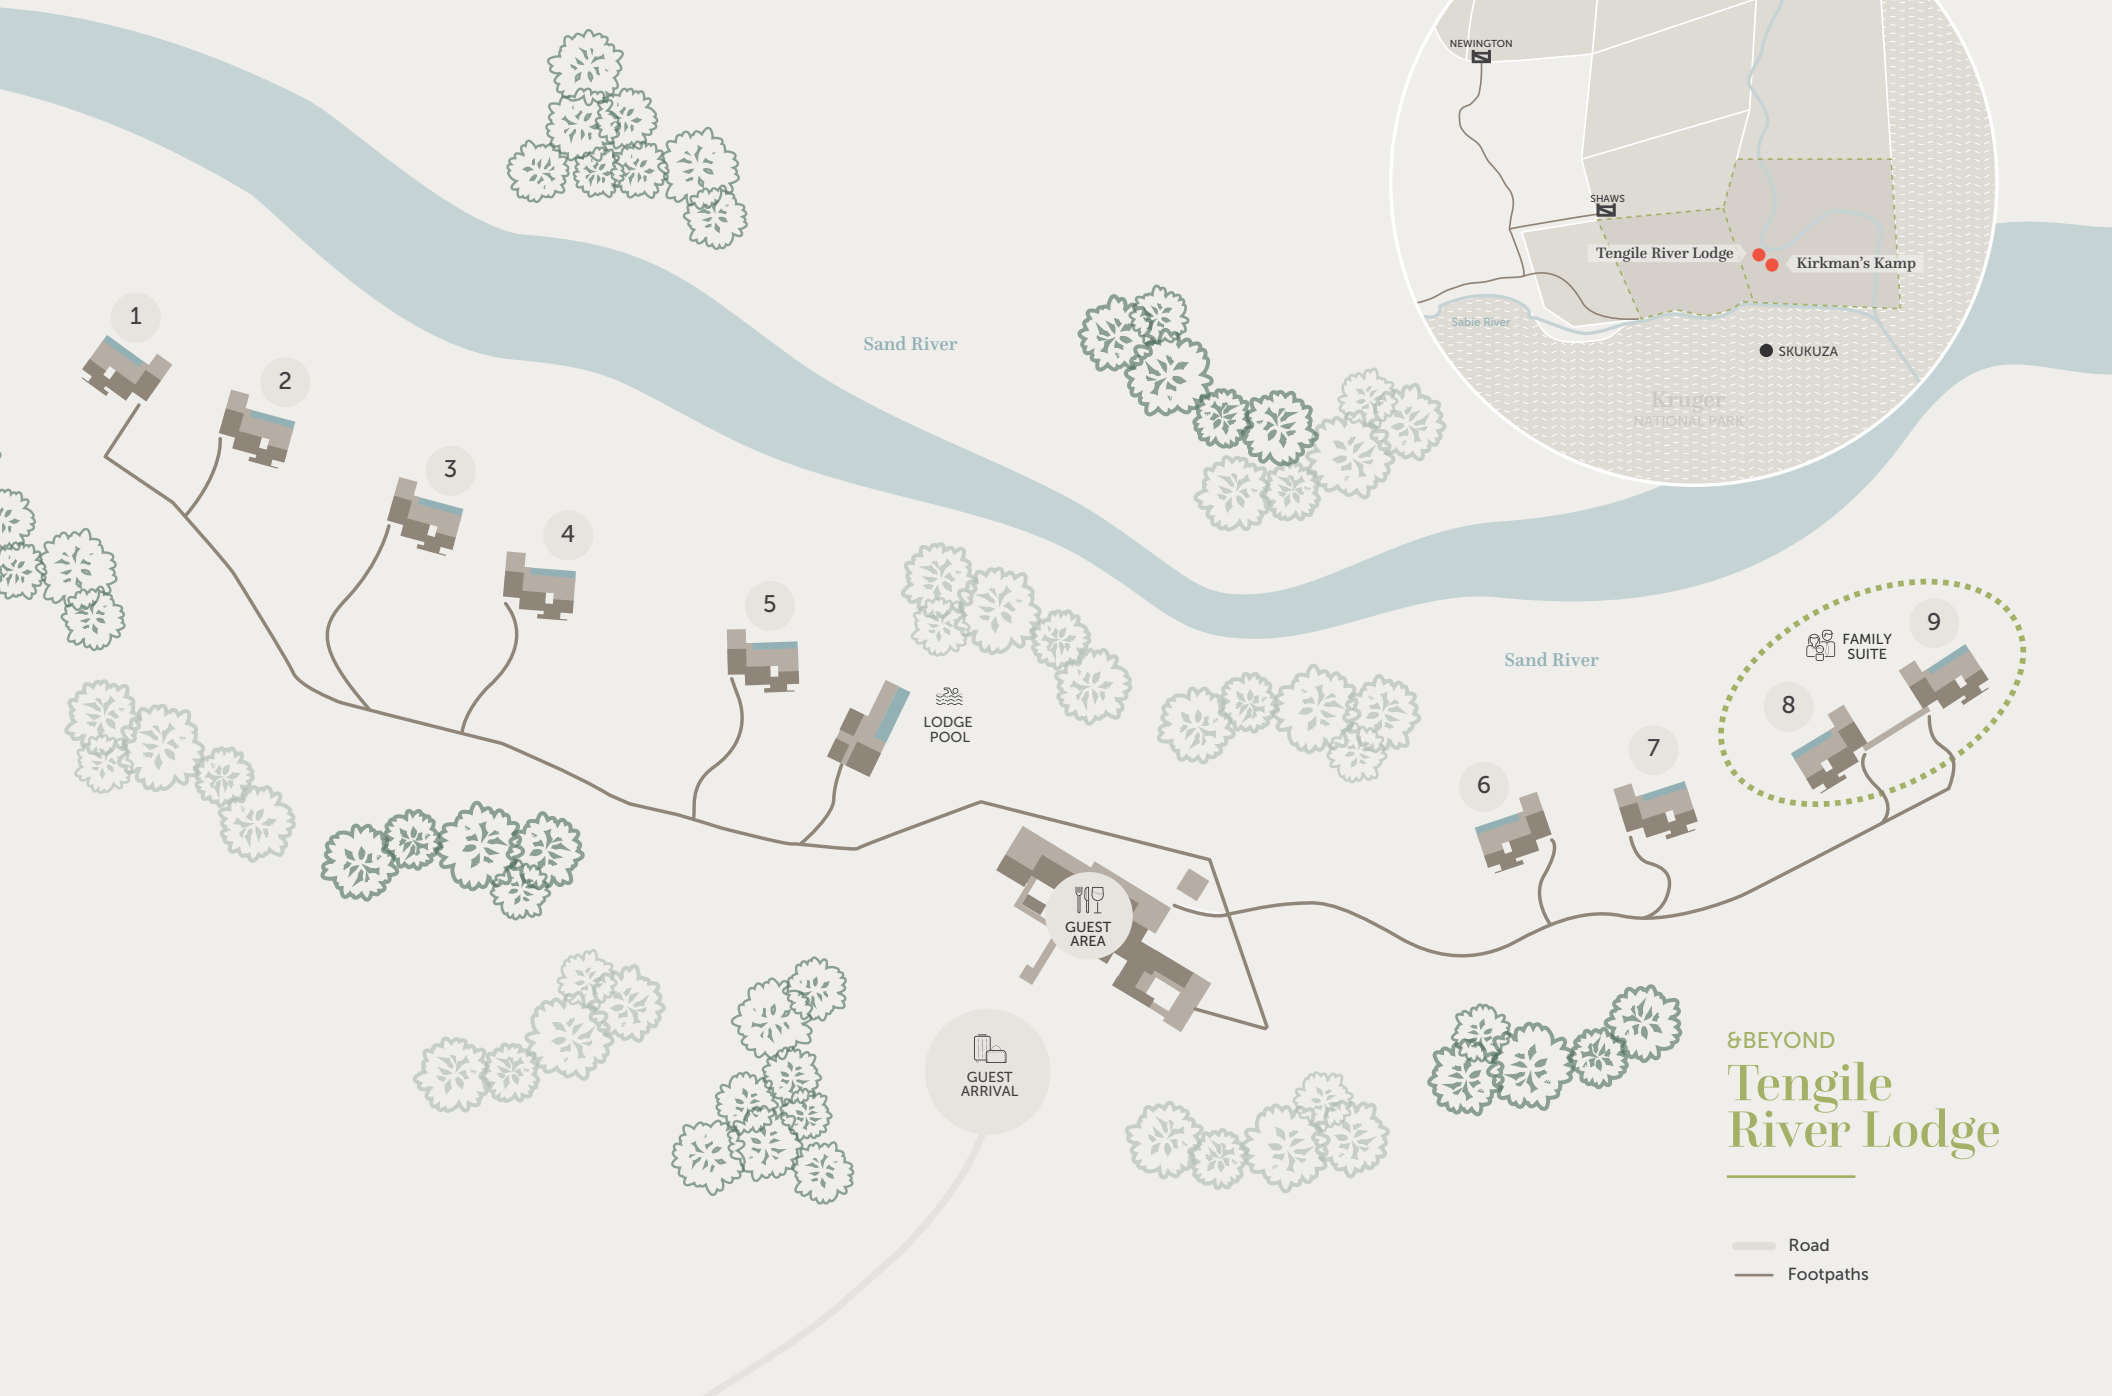 NEWINGTON
SHAWS
Tengile River Lodge
Kirkman's Kamp
Sabie River
SKUKUZA
Kruger
NATIONAL PARK
1
2
3
4
5
Sand River
LODGE
POOL
Sand River
FAMILY
SUITE
9
8
7
6
GUEST
AREA
GUEST
ARRIVAL
&BEYOND
Tengile
River Lodge
Road
Footpaths